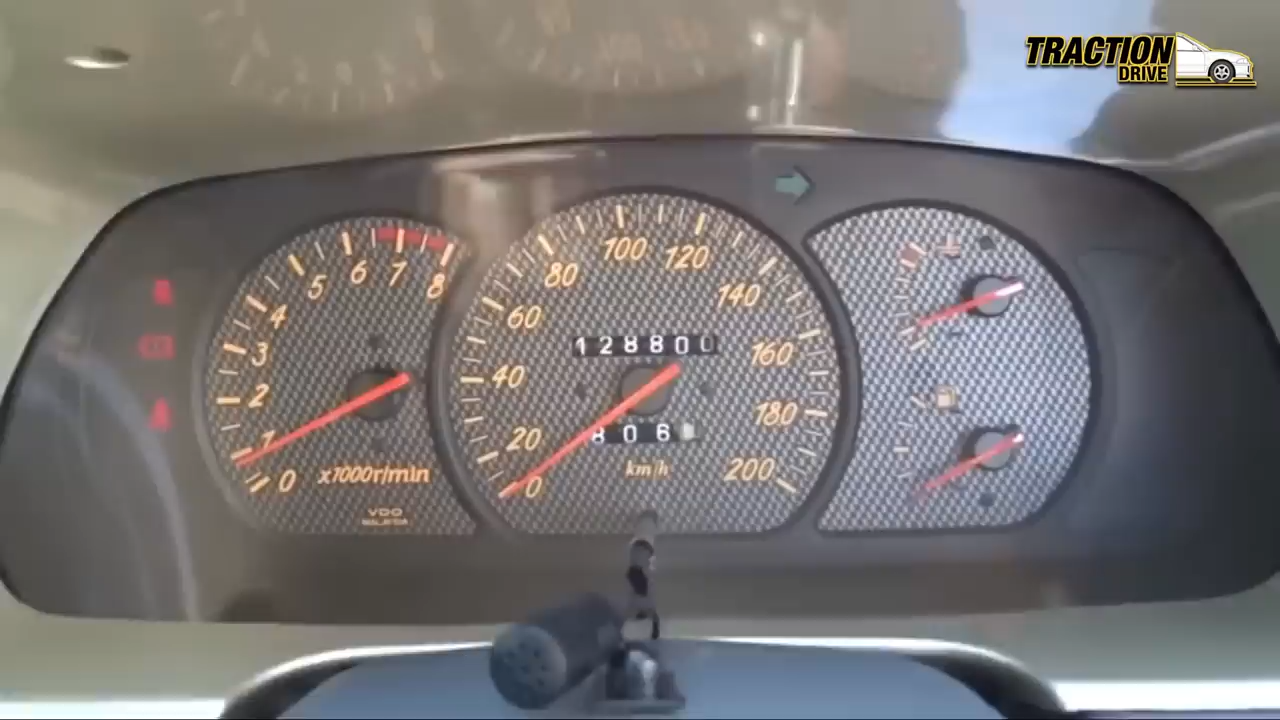 TRACTION
DRIVE
0 1 2 3 4 5 6 7 8
x1000r/min
VDO
MALAYSIA
0 20 40 60 80 100 120 140 160 180 200
128800
806
km/h